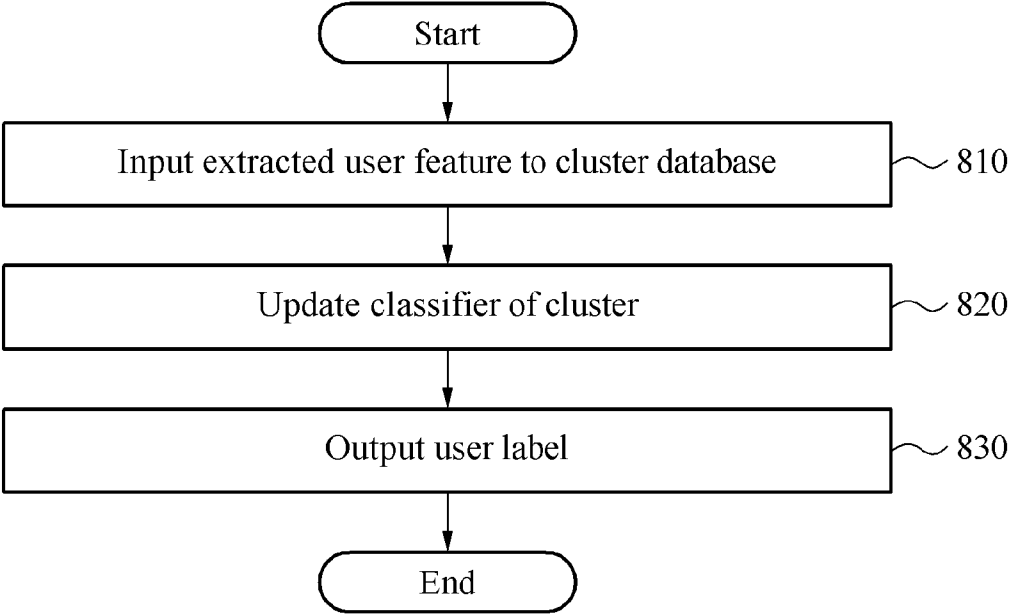 Start
Input extracted user feature to cluster database
810
Update classifier of cluster
820
Output user label
830
End